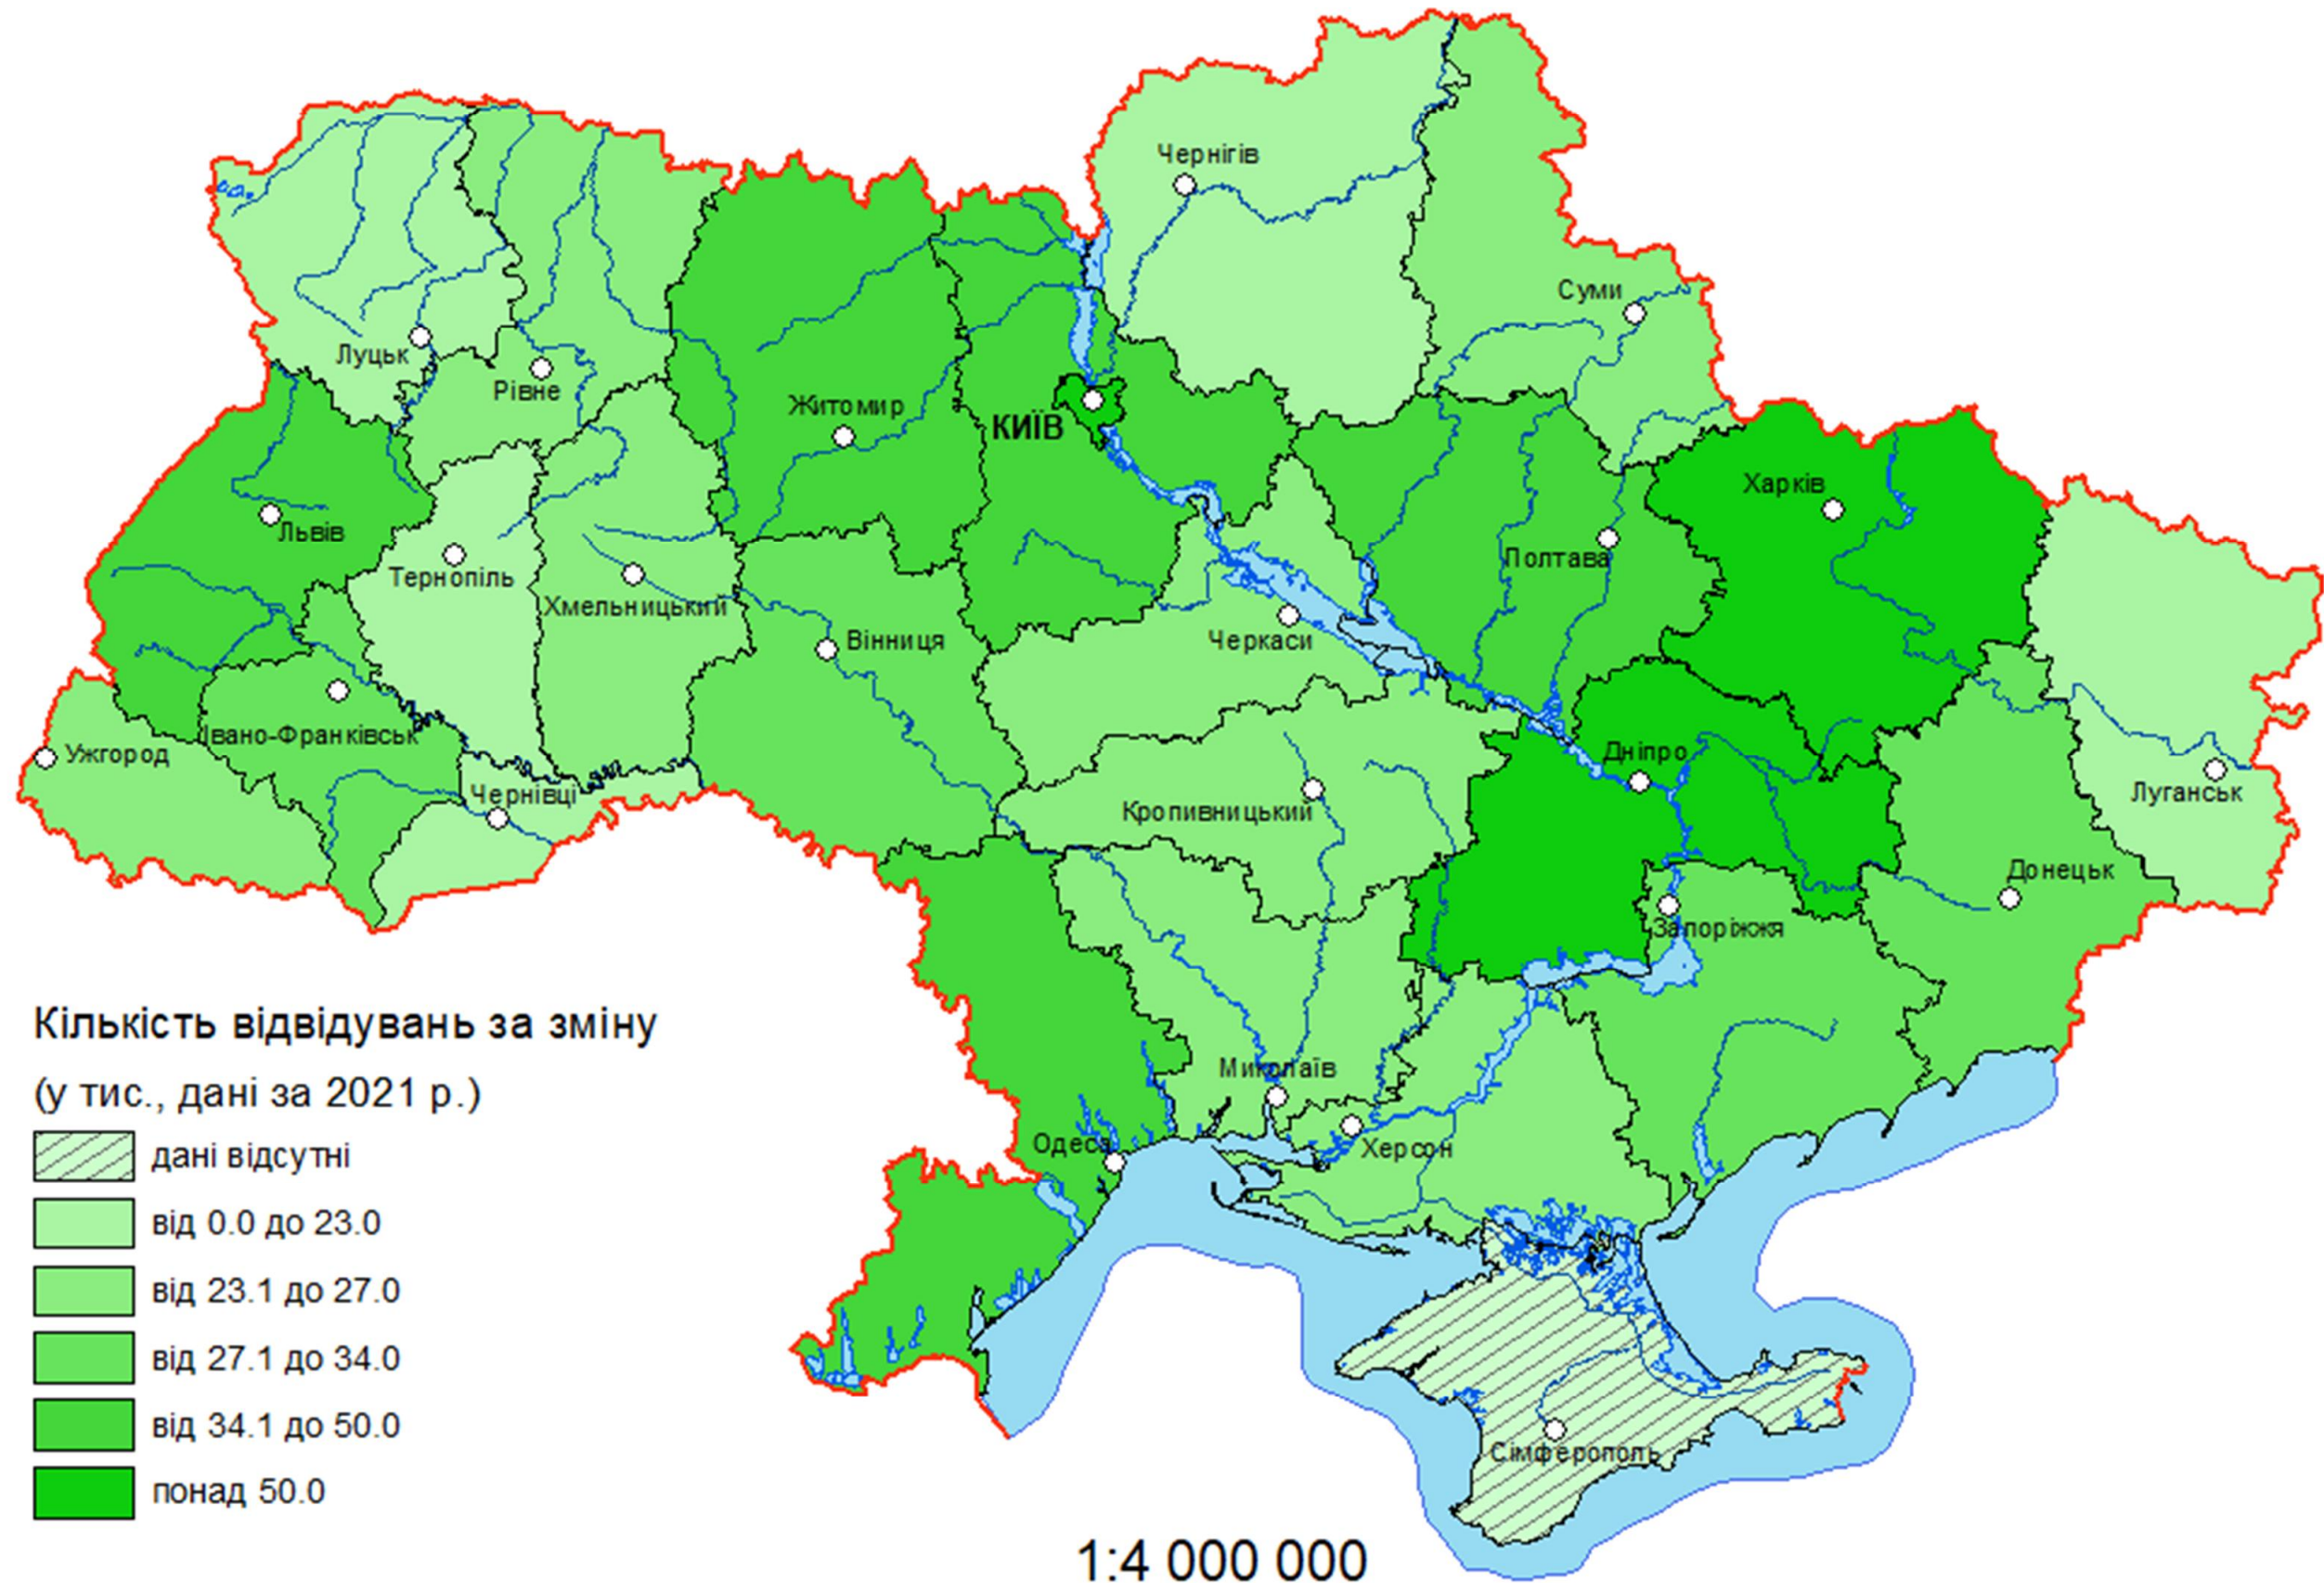 Чернігів
Суми
Луцьк
Рівне
Житомир
КИЇВ
Харків
Львів
Тернопіль
Хмельницький
Полтава
Вінниця
Черкаси
Івано-Франківськ
Ужгород
Дніпро
Чернівці
Кропивницький
Луганськ
Донецьк
Запоріжжя
Миколаїв
Одеса
Херсон
Сімферополь
Кількість відвідувань за зміну
(у тис., дані за 2021 р.)
дані відсутні
від 0.0 до 23.0
від 23.1 до 27.0
від 27.1 до 34.0
від 34.1 до 50.0
понад 50.0
1:4 000 000